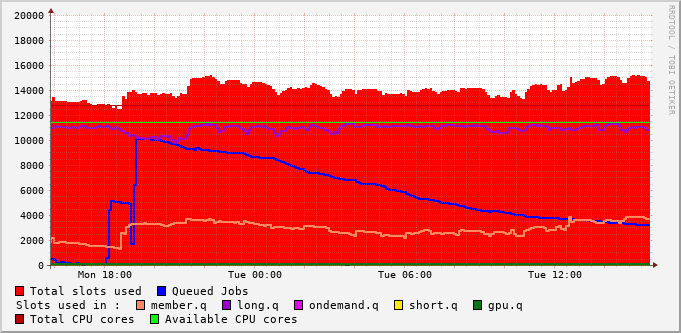 20000
18000
16000
14000
12000
10000
8000
6000
4000
2000
0
Mon 18:00 Tue 00:00 Tue 06:00 Tue 12:00
RRDTOOL / TOBI OETIKER
Total slots used Queued Jobs
Slots used in : member.q long.q ondemand.q short.q gpu.q
Total CPU cores Available CPU cores